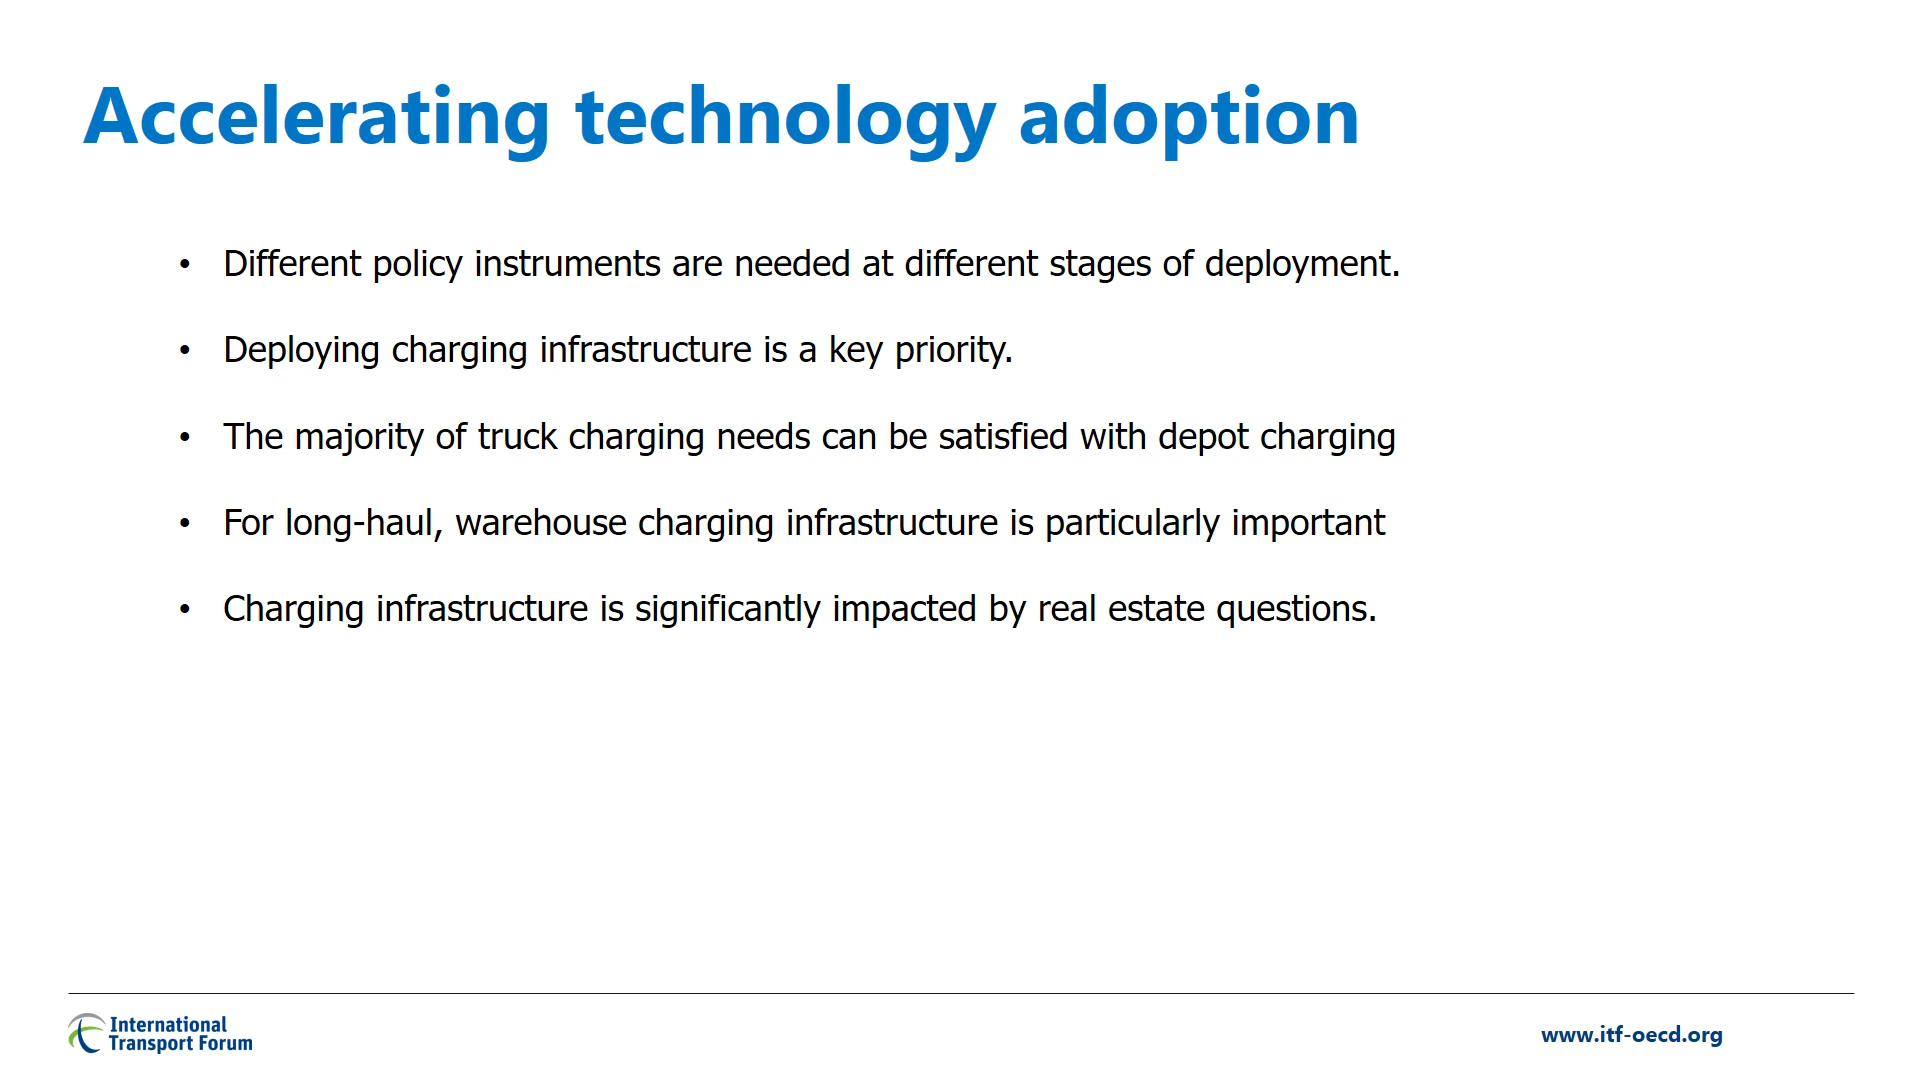 Accelerating technology adoption
• Different policy instruments are needed at different stages of deployment.
• Deploying charging infrastructure is a key priority.
• The majority of truck charging needs can be satisfied with depot charging
• For long-haul, warehouse charging infrastructure is particularly important
• Charging infrastructure is significantly impacted by real estate questions.
International
Transport Forum
www.itf-oecd.org